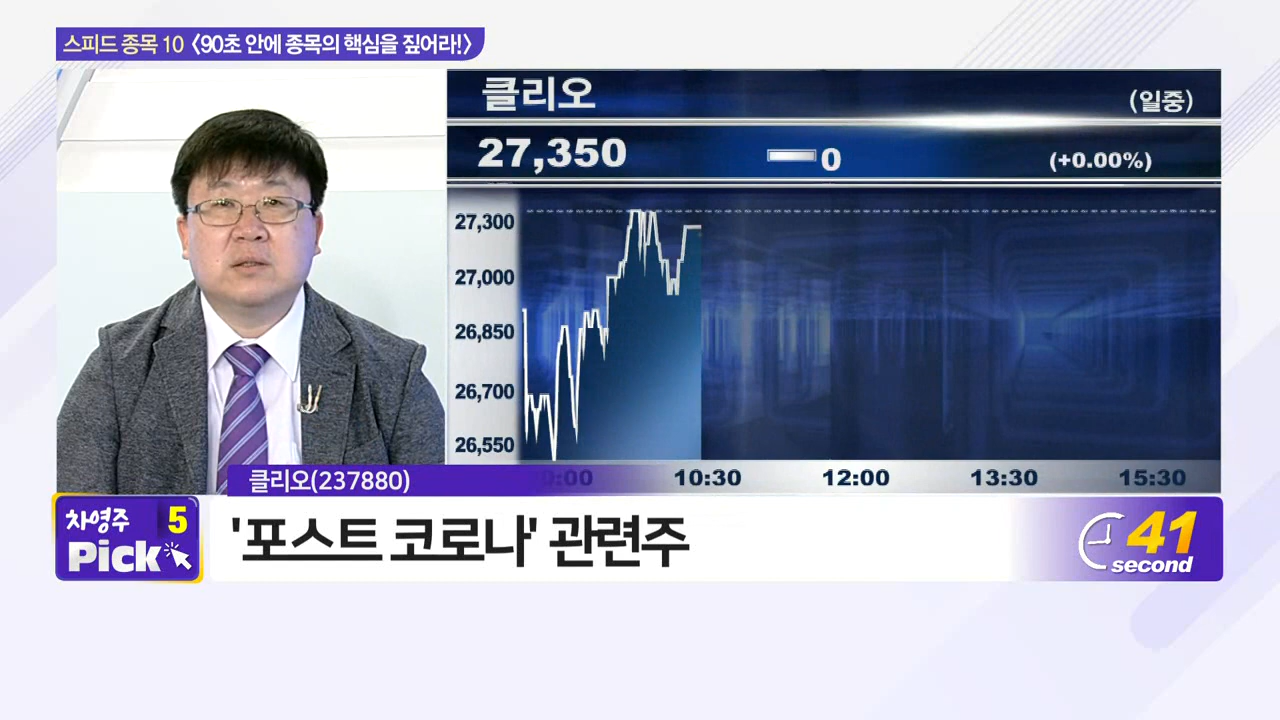 스피드 종목 10 <90초 안에 종목의 핵심을 짚어라!>
클리오
(일중)
27,350
0
(+0.00%)
27,300
27,000
26,850
26,700
26,550
10:30
12:00
13:30
15:30
클리오(237880)
차영주 5
Pick
'포스트 코로나' 관련주
41
second